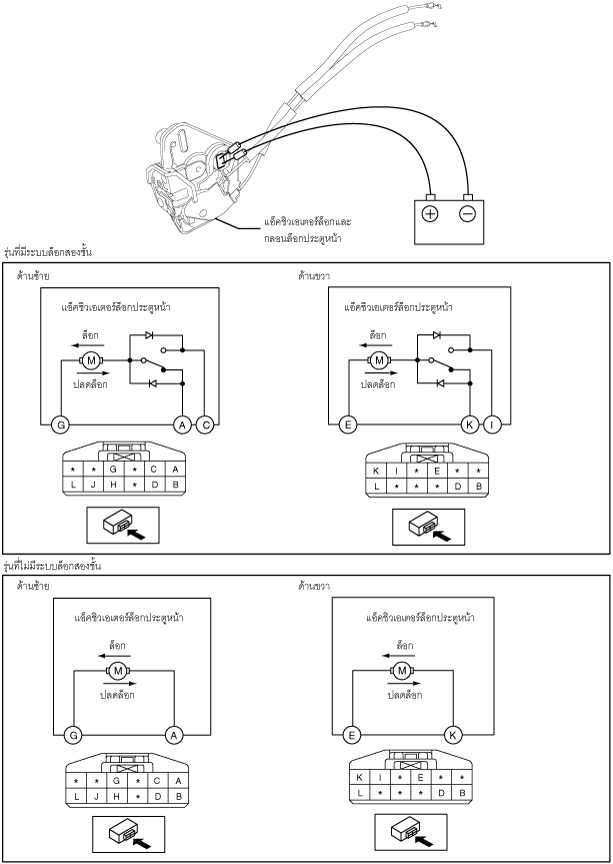 + −
แอ็คชิวเอเตอร์ล็อกและ
กลอนล็อกประตูหน้า
รุ่นที่มีระบบล็อกสองชั้น
ด้านซ้าย
แอ็คชิวเอเตอร์ล็อกประตูหน้า
ล็อก
M
ปลดล็อก
G A C
* * G * C A
L J H * D B
ด้านขวา
แอ็คชิวเอเตอร์ล็อกประตูหน้า
ล็อก
M
ปลดล็อก
E K I
K I * E * *
L * * * D B
รุ่นที่ไม่มีระบบล็อกสองชั้น
ด้านซ้าย
แอ็คชิวเอเตอร์ล็อกประตูหน้า
ล็อก
M
ปลดล็อก
G A
* * G * C A
L J H * D B
ด้านขวา
แอ็คชิวเอเตอร์ล็อกประตูหน้า
ล็อก
M
ปลดล็อก
E K
K I * E * *
L * * * D B